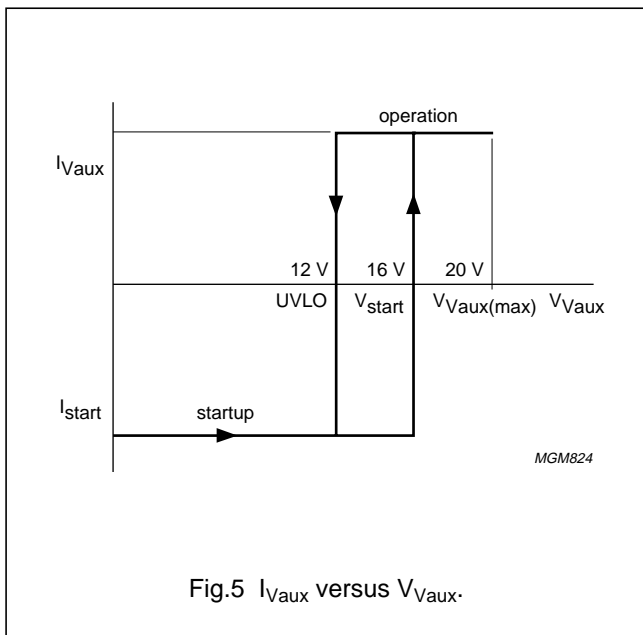 operation
IVaux
12 V 16 V 20 V
UVLO Vstart VVaux(max) VVaux
Istart startup
MGM824
Fig.5 IVaux versus VVaux.